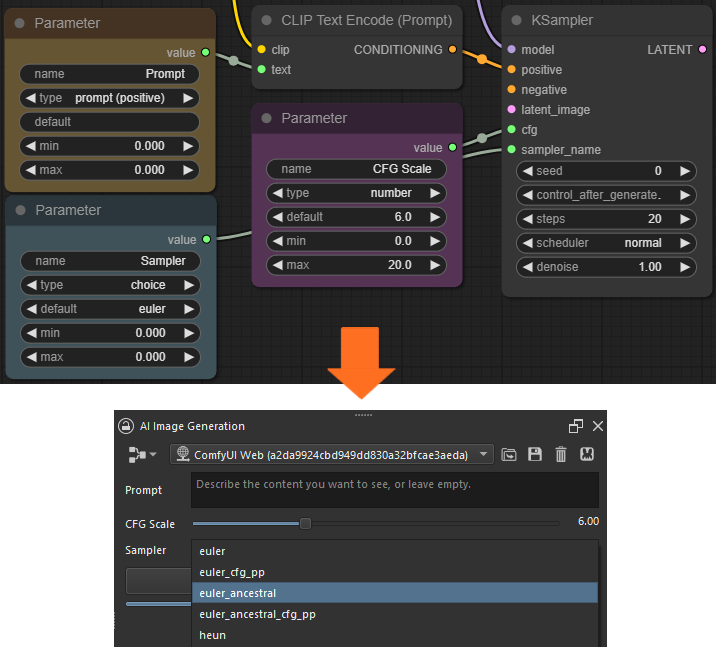 Parameter
value
name Prompt
type prompt (positive)
default
min 0.000
max 0.000
Parameter
value
name Sampler
type choice
default euler
min 0.000
max 0.000
CLIP Text Encode (Prompt)
clip CONDITIONING
text
Parameter
value
name CFG Scale
type number
default 6.0
min 0.0
max 20.0
KSampler
model LATENT
positive
negative
latent_image
cfg
sampler_name
seed 0
control_after_generate.
steps 20
scheduler normal
denoise 1.00
AI Image Generation
ComfyUI Web (a2da9924cbd949dd830a32bfcae3aeda)
Prompt Describe the content you want to see, or leave empty.
CFG Scale 6.00
Sampler
euler
euler_cfg_pp
euler_ancestral
euler_ancestral_cfg_pp
heun